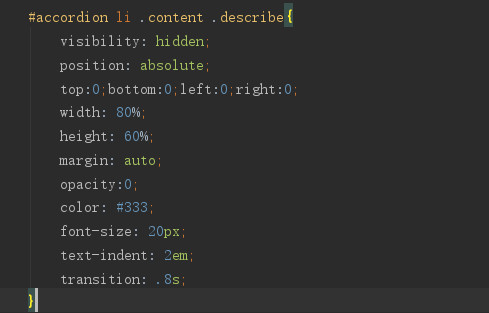 #accordion li .content .describe{
visibility: hidden;
position: absolute;
top:0;bottom:0;left:0;right:0;
width: 80%;
height: 60%;
margin: auto;
opacity:0;
color: #333;
font-size: 20px;
text-indent: 2em;
transition: .8s;
}